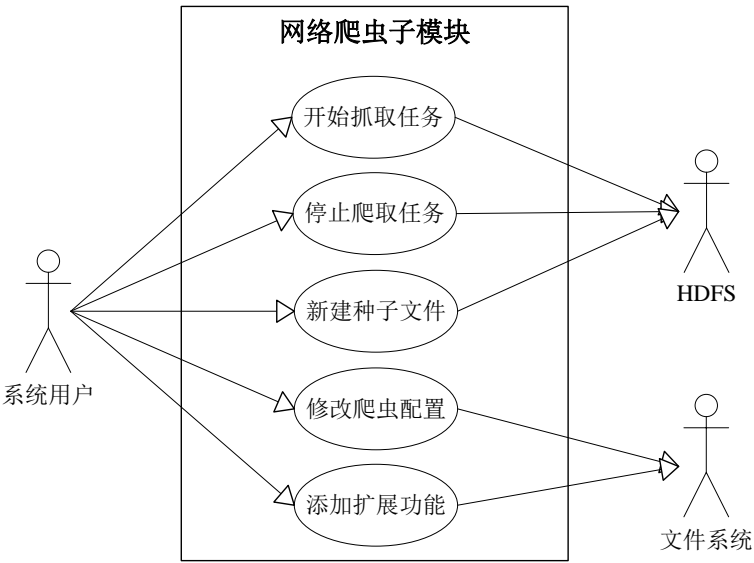 网络爬虫子模块
开始抓取任务
停止爬取任务
HDFS
新建种子文件
系统用户
修改爬虫配置
添加扩展功能
文件系统